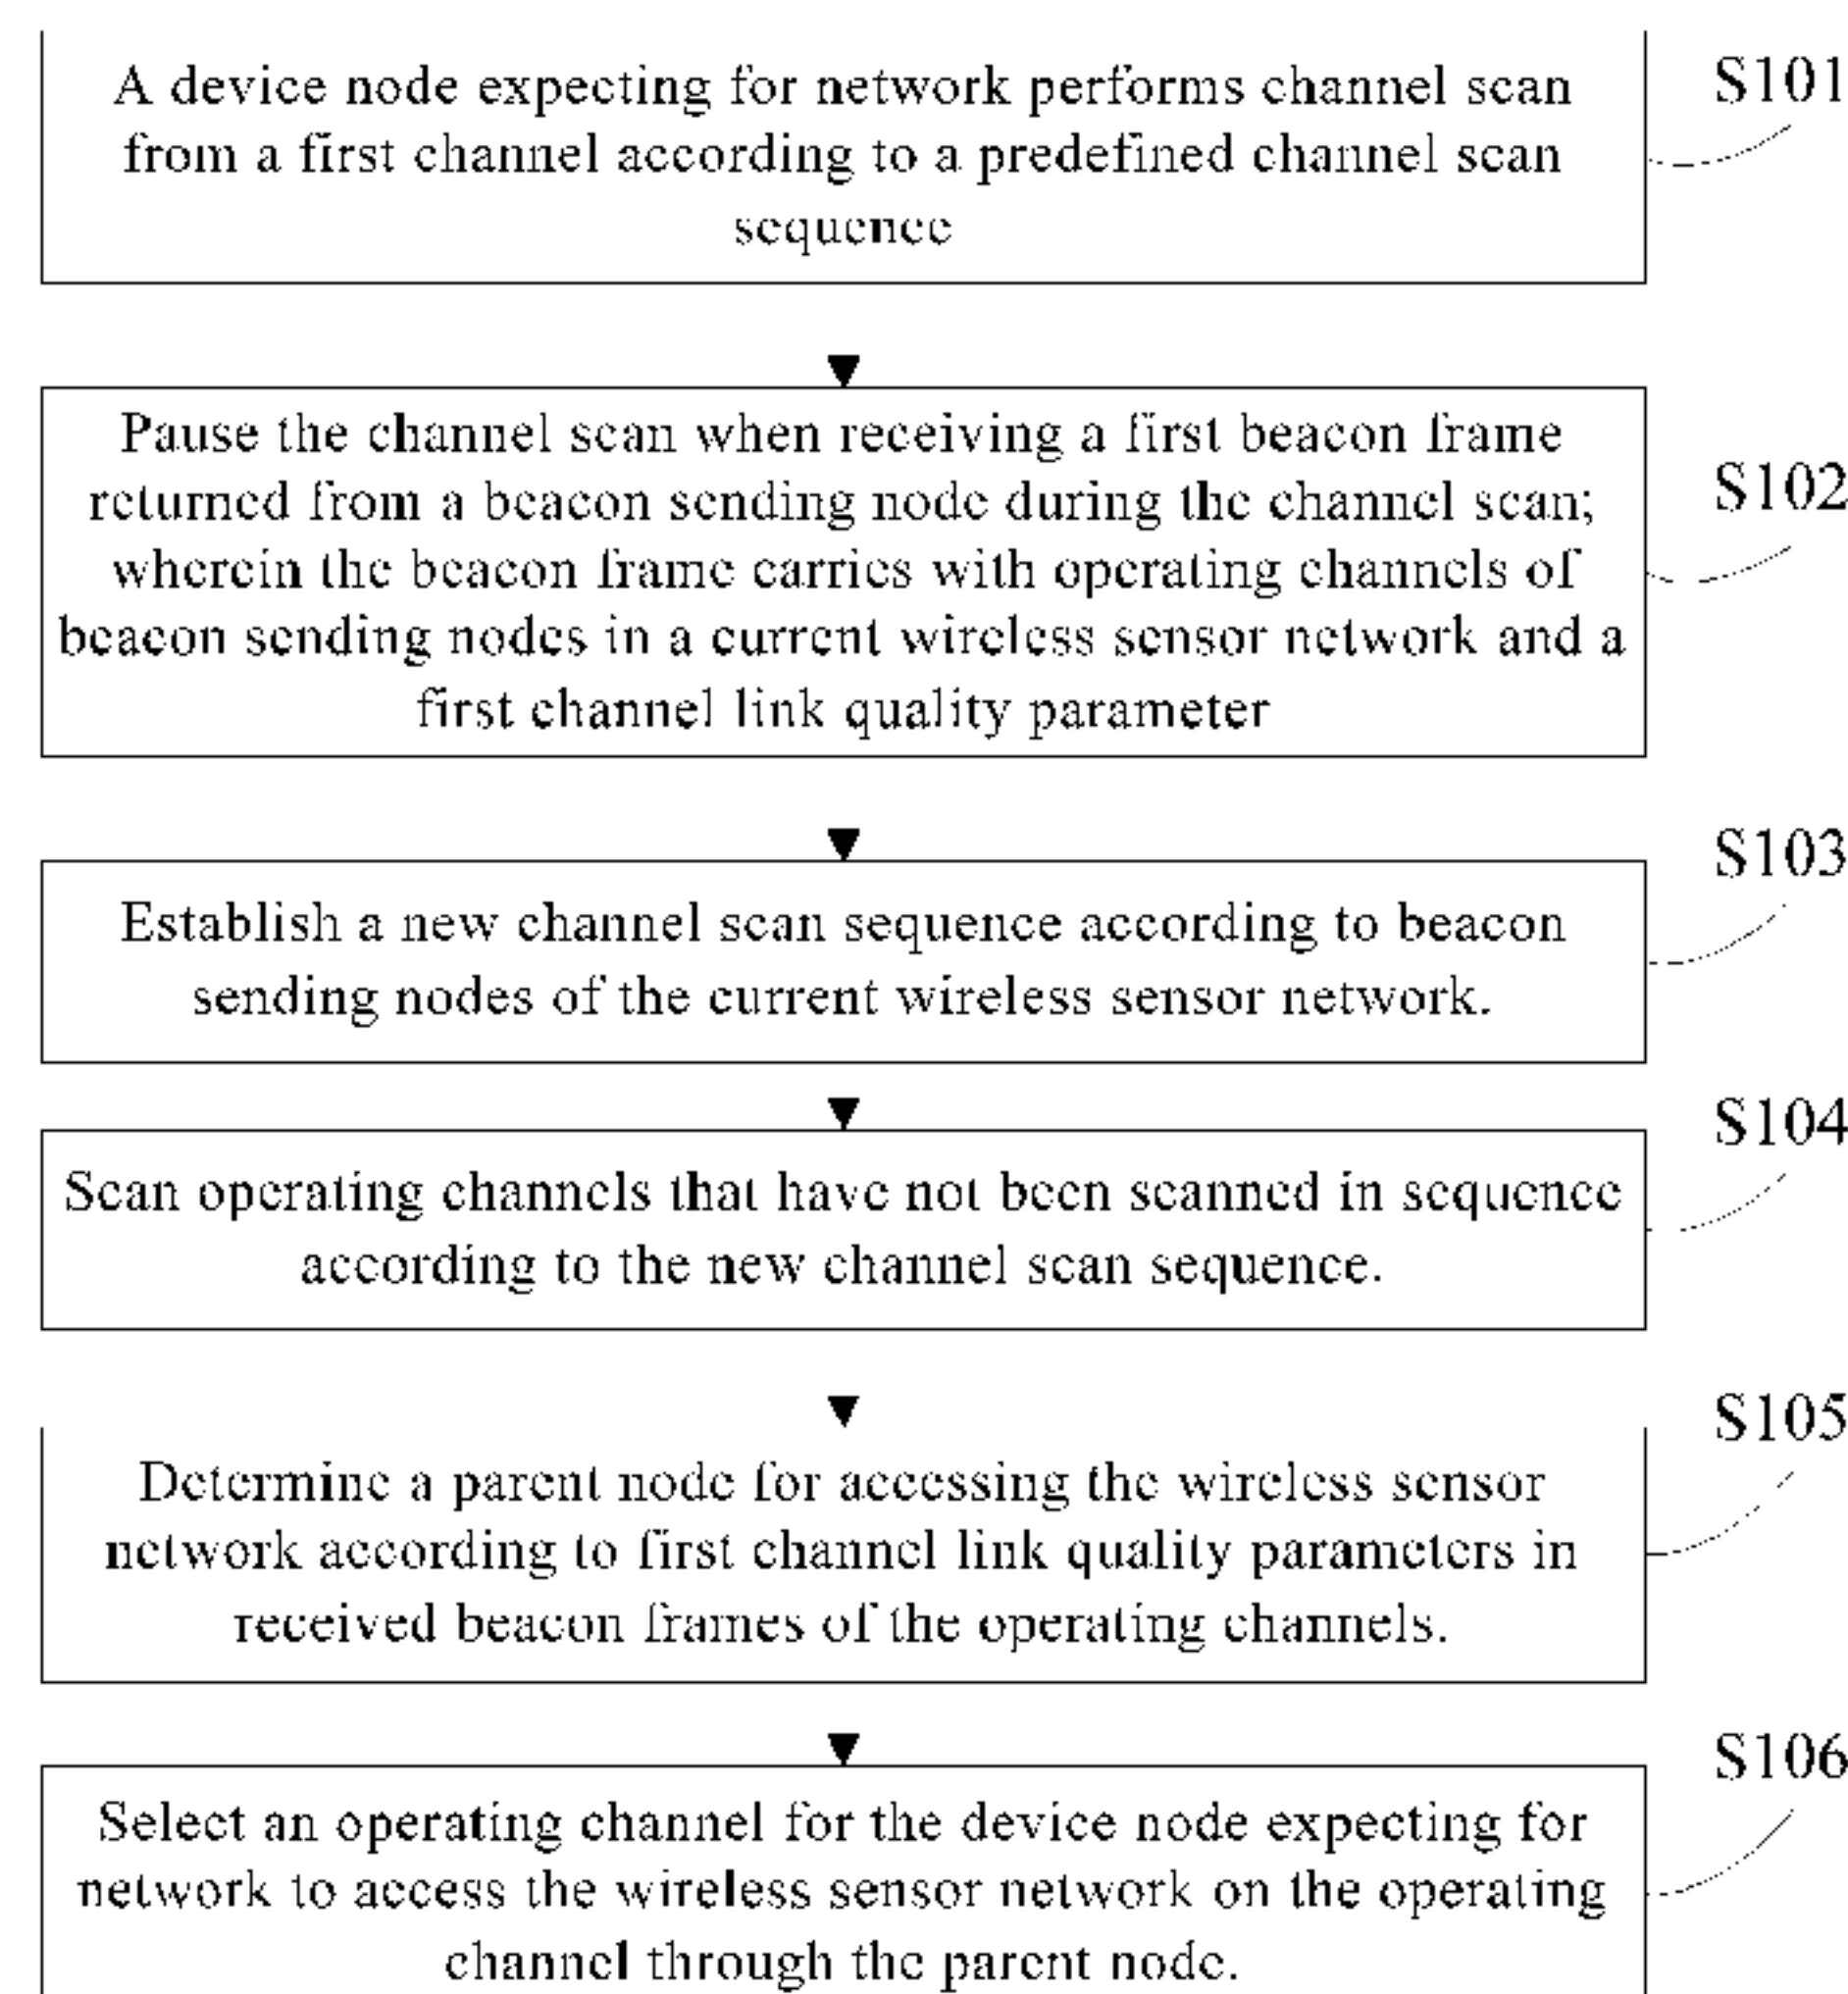 A device node expecting for network performs channel scan
from a first channel according to a predefined channel scan
sequence
S101
Pause the channel scan when receiving a first beacon frame
returned from a beacon sending node during the channel scan;
wherein the beacon frame carries with operating channels of
beacon sending nodes in a current wireless sensor network and a
first channel link quality parameter
S102
Establish a new channel scan sequence according to beacon
sending nodes of the current wireless sensor network.
S103
Scan operating channels that have not been scanned in sequence
according to the new channel scan sequence.
S104
Determine a parent node for accessing the wireless sensor
network according to first channel link quality parameters in
received beacon frames of the operating channels.
S105
Select an operating channel for the device node expecting for
network to access the wireless sensor network on the operating
channel through the parent node.
S106